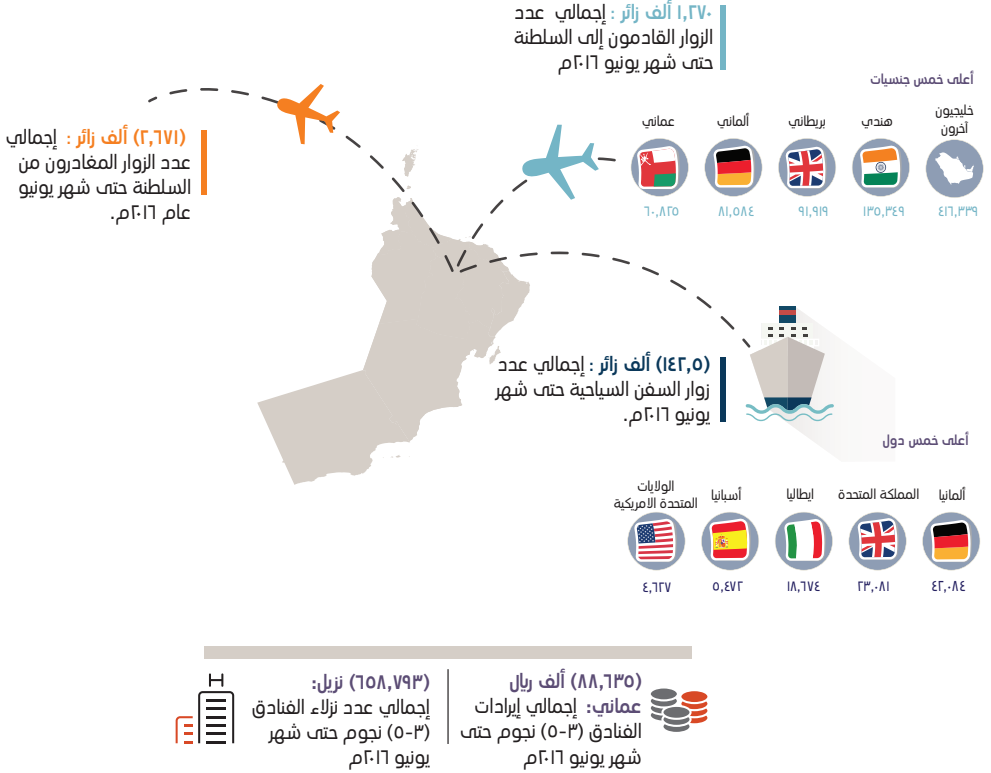 ١,٢٧٠ ألف زائر : إجمالي عدد
الزوار القادمون إلى السلطنة
حتى شهر يونيو ٢٠١٦م
أعلى خمس جنسيات
خليجيون
آخرون
هندي
بريطاني
ألماني
عماني
٤١٦,٣٣٩
١٣٥,٣٤٩
٩١,٩١٩
٨١,٥٨٤
٦٠,٨٢٥
(٢,٦٧١) ألف زائر : إجمالي
عدد الزوار المغادرون من
السلطنة حتى شهر يونيو
عام ٢٠١٦م.
(١٤٢,٥) ألف زائر : إجمالي عدد
زوار السفن السياحية حتى شهر
يونيو ٢٠١٦م.
أعلى خمس دول
ألمانيا
المملكة المتحدة
ايطاليا
أسبانيا
الولايات
المتحدة الامريكية
٤٢,٠٨٤
٢٣,٠٨١
١٨,٦٧٤
٥,٤٧٢
٤,٦٢٧
(٨٨,٦٣٥) ألف ريال
عماني: إجمالي إيرادات
الفنادق (٣-٥) نجوم حتى
شهر يونيو ٢٠١٦م
(٦٥٨,٧٩٣) نزيل:
إجمالي عدد نزلاء الفنادق
(٣-٥) نجوم حتى شهر
يونيو ٢٠١٦م
H